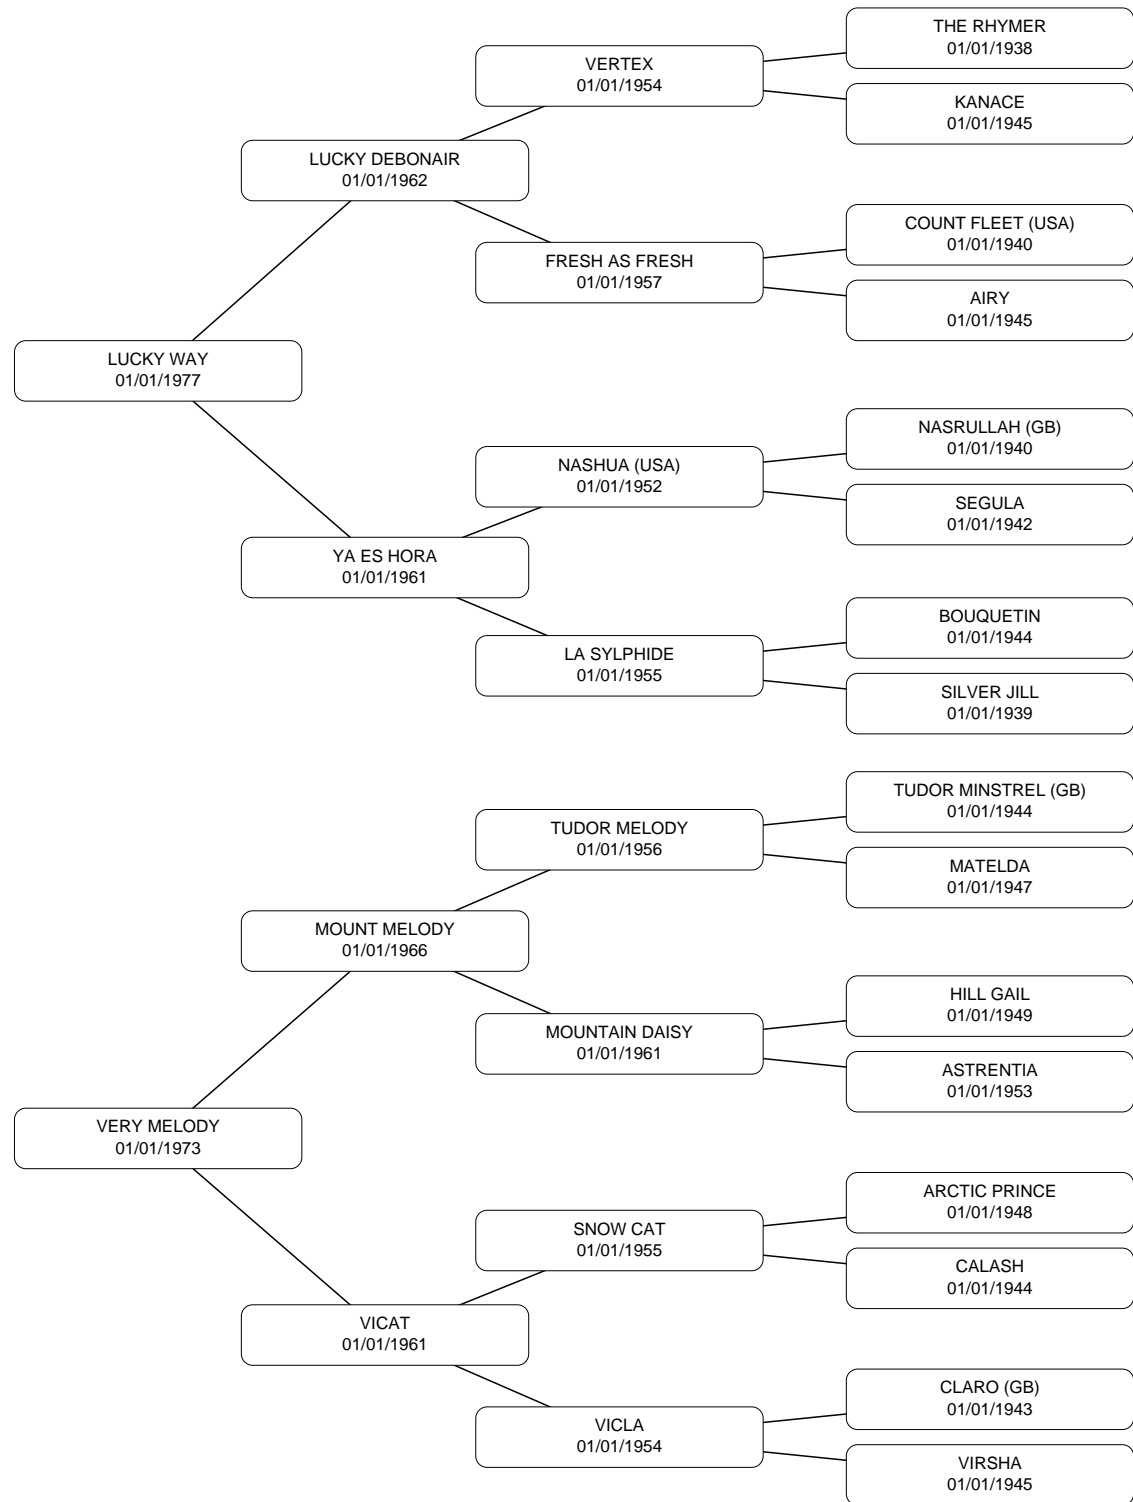 THE RHYMER
01/01/1938
VERTEX
01/01/1954
KANACE
01/01/1945
LUCKY DEBONAIR
01/01/1962
COUNT FLEET (USA)
01/01/1940
FRESH AS FRESH
01/01/1957
AIRY
01/01/1945
LUCKY WAY
01/01/1977
NASRULLAH (GB)
01/01/1940
NASHUA (USA)
01/01/1952
SEGULA
01/01/1942
YA ES HORA
01/01/1961
BOUQUETIN
01/01/1944
LA SYLPHIDE
01/01/1955
SILVER JILL
01/01/1939
TUDOR MINSTREL (GB)
01/01/1944
TUDOR MELODY
01/01/1956
MATELDA
01/01/1947
MOUNT MELODY
01/01/1966
HILL GAIL
01/01/1949
MOUNTAIN DAISY
01/01/1961
ASTRENTIA
01/01/1953
VERY MELODY
01/01/1973
ARCTIC PRINCE
01/01/1948
SNOW CAT
01/01/1955
CALASH
01/01/1944
VICAT
01/01/1961
CLARO (GB)
01/01/1943
VICLA
01/01/1954
VIRSHA
01/01/1945